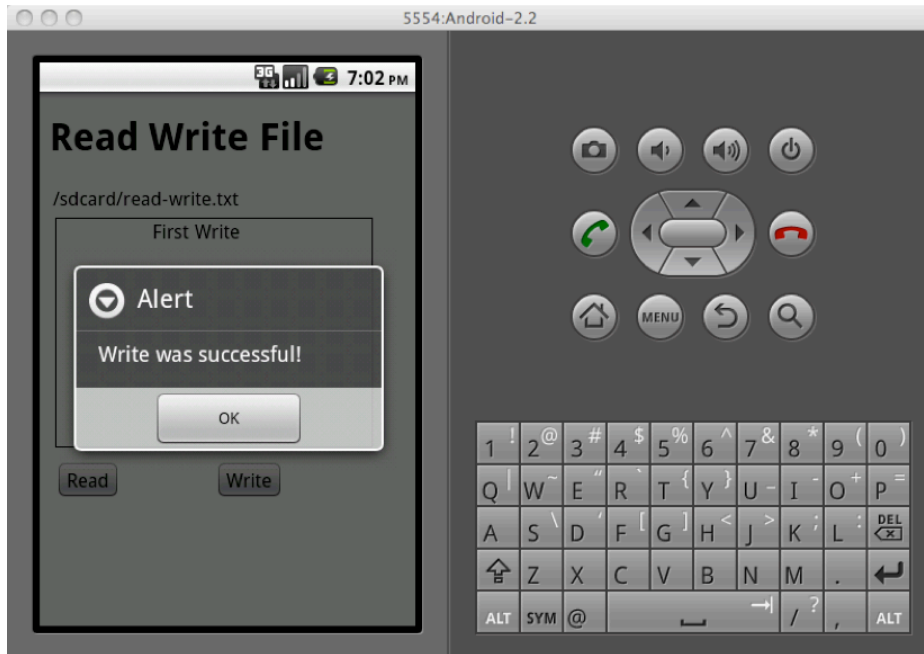 5554:Android-2.2
3G 7:02 PM
Read Write File
/sdcard/read-write.txt
First Write
Alert
Write was successful!
OK
Read Write
MENU
1 ! 2 @ 3 # 4 $ 5 % 6 ^ 7 & 8 * 9 ( 0 )
Q | W ~ E " R ` T { Y } U _ I - O + P =
A S \ D ' F [ G ] H < J > K ; L : DEL
Z X C V B N M .
ALT SYM @ / ? , ALT